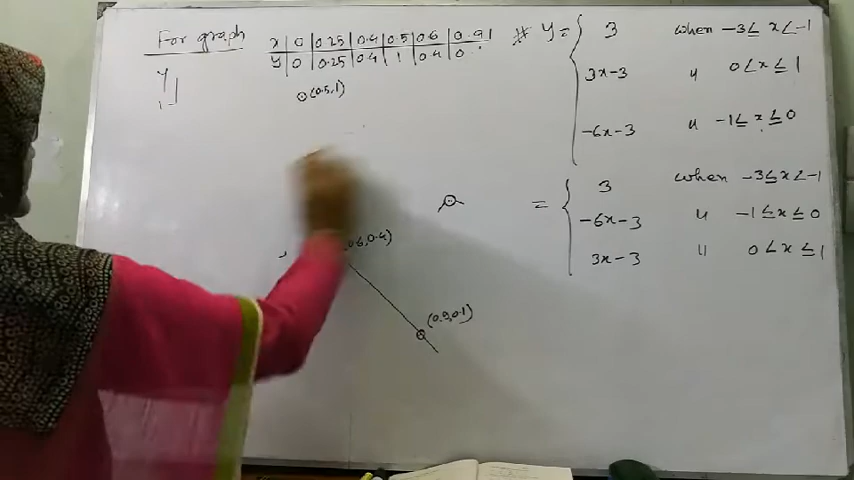 For graph
x | 0 | 0.25 | 0.4 | 0.5 | 0.6 | 0.91
y | 0 | 0.25 | 0.4 | 1 | 0.4 | 0.
Y
(0.5,1)
0.6,0.4)
(0.9,0.1)
# Y = { 3 when -3 ≤ x < -1
3x-3 " 0 < x ≤ 1
-6x-3 " -1 ≤ x ≤ 0
= { 3 when -3 ≤ x < -1
-6x-3 " -1 ≤ x ≤ 0
3x-3 " 0 < x ≤ 1